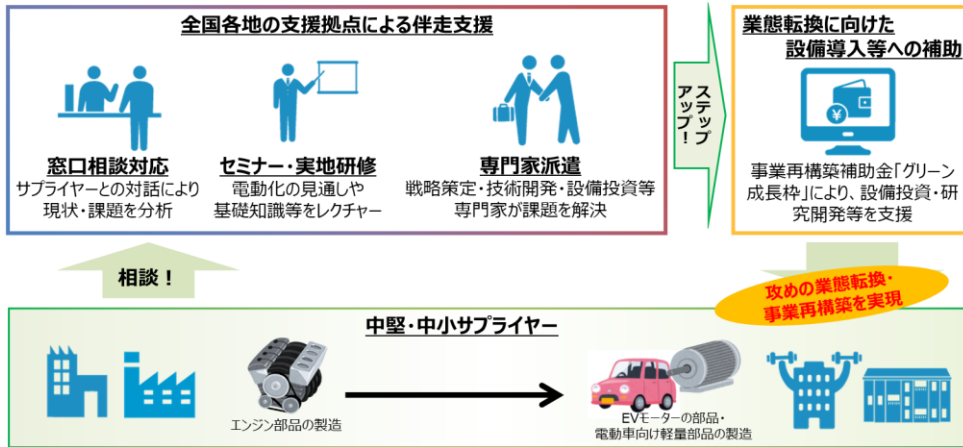 全国各地の支援拠点による伴走支援
窓口相談対応
サプライヤーとの対話により
現状・課題を分析
セミナー・実地研修
電動化の見通しや
基礎知識等をレクチャー
専門家派遣
戦略策定・技術開発・設備投資等
専門家が課題を解決
ステップ
アップ！
業態転換に向けた
設備導入等への補助
¥
事業再構築補助金「グリーン
成長枠」により、設備投資・研
究開発等を支援
相談！
攻めの業態転換・
事業再構築を実現
中堅・中小サプライヤー
エンジン部品の製造
EVモーターの部品・
電動車向け軽量部品の製造